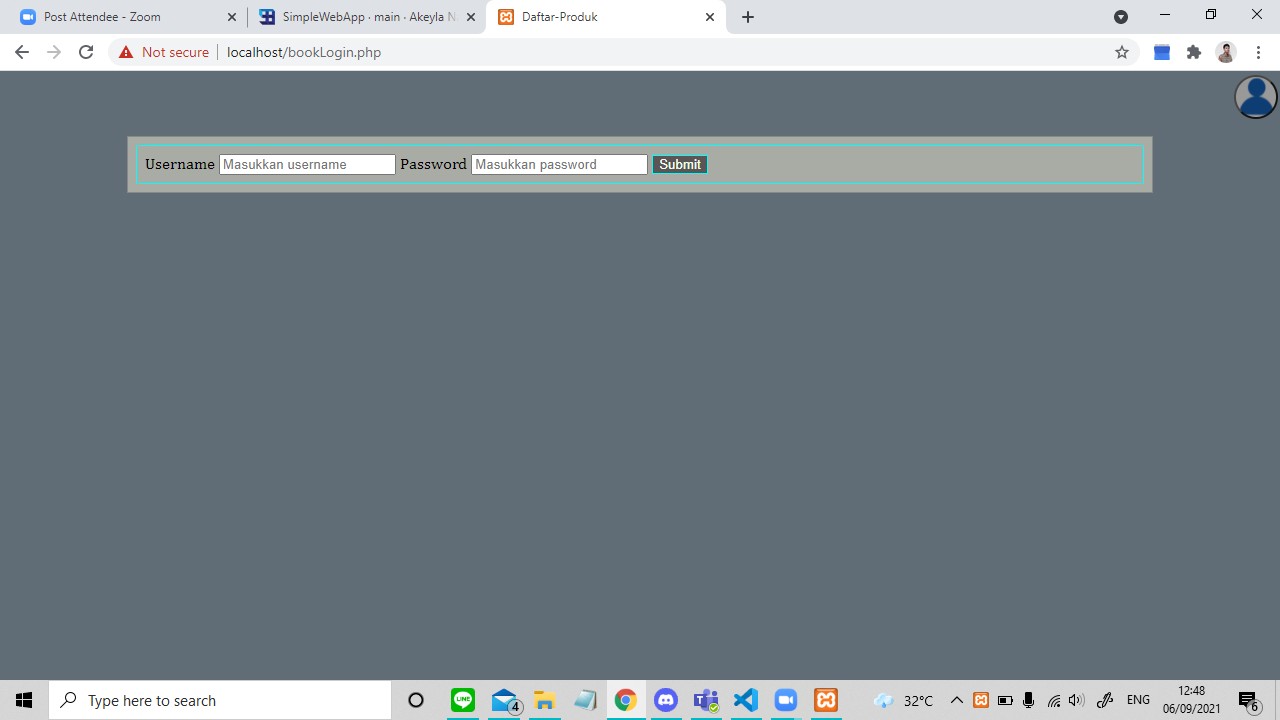 Post Attendee - Zoom
SimpleWebApp · main · Akeyla N
Daftar-Produk
Not secure
localhost/bookLogin.php
Username Masukkan username Password Masukkan password Submit
Type here to search
LINE
4
32°C
ENG
12:48
06/09/2021
6